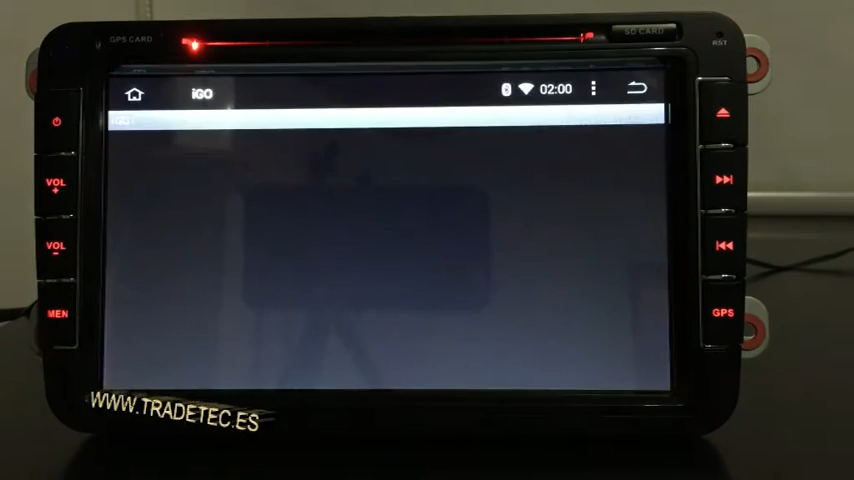 GPS CARD
SD CARD
RST
iGO
02:00
VOL
+
VOL
-
MEN
GPS
WWW.TRADETEC.ES